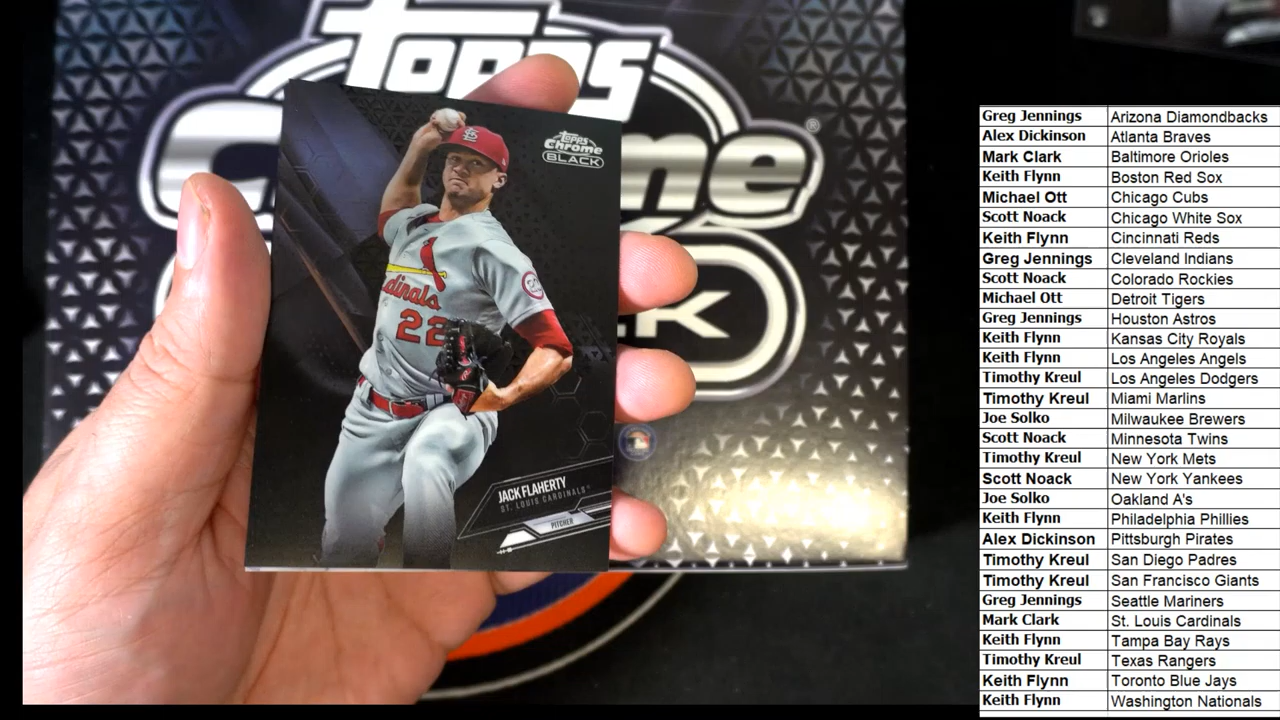 Topps
Chrome
®
BLACK
Topps
Chrome
BLACK
Cardinals
22
JACK FLAHERTY
ST. LOUIS CARDINALS
PITCHER
Greg Jennings Arizona Diamondbacks
Alex Dickinson Atlanta Braves
Mark Clark Baltimore Orioles
Keith Flynn Boston Red Sox
Michael Ott Chicago Cubs
Scott Noack Chicago White Sox
Keith Flynn Cincinnati Reds
Greg Jennings Cleveland Indians
Scott Noack Colorado Rockies
Michael Ott Detroit Tigers
Greg Jennings Houston Astros
Keith Flynn Kansas City Royals
Keith Flynn Los Angeles Angels
Timothy Kreul Los Angeles Dodgers
Timothy Kreul Miami Marlins
Joe Solko Milwaukee Brewers
Scott Noack Minnesota Twins
Timothy Kreul New York Mets
Scott Noack New York Yankees
Joe Solko Oakland A's
Keith Flynn Philadelphia Phillies
Alex Dickinson Pittsburgh Pirates
Timothy Kreul San Diego Padres
Timothy Kreul San Francisco Giants
Greg Jennings Seattle Mariners
Mark Clark St. Louis Cardinals
Keith Flynn Tampa Bay Rays
Timothy Kreul Texas Rangers
Keith Flynn Toronto Blue Jays
Keith Flynn Washington Nationals